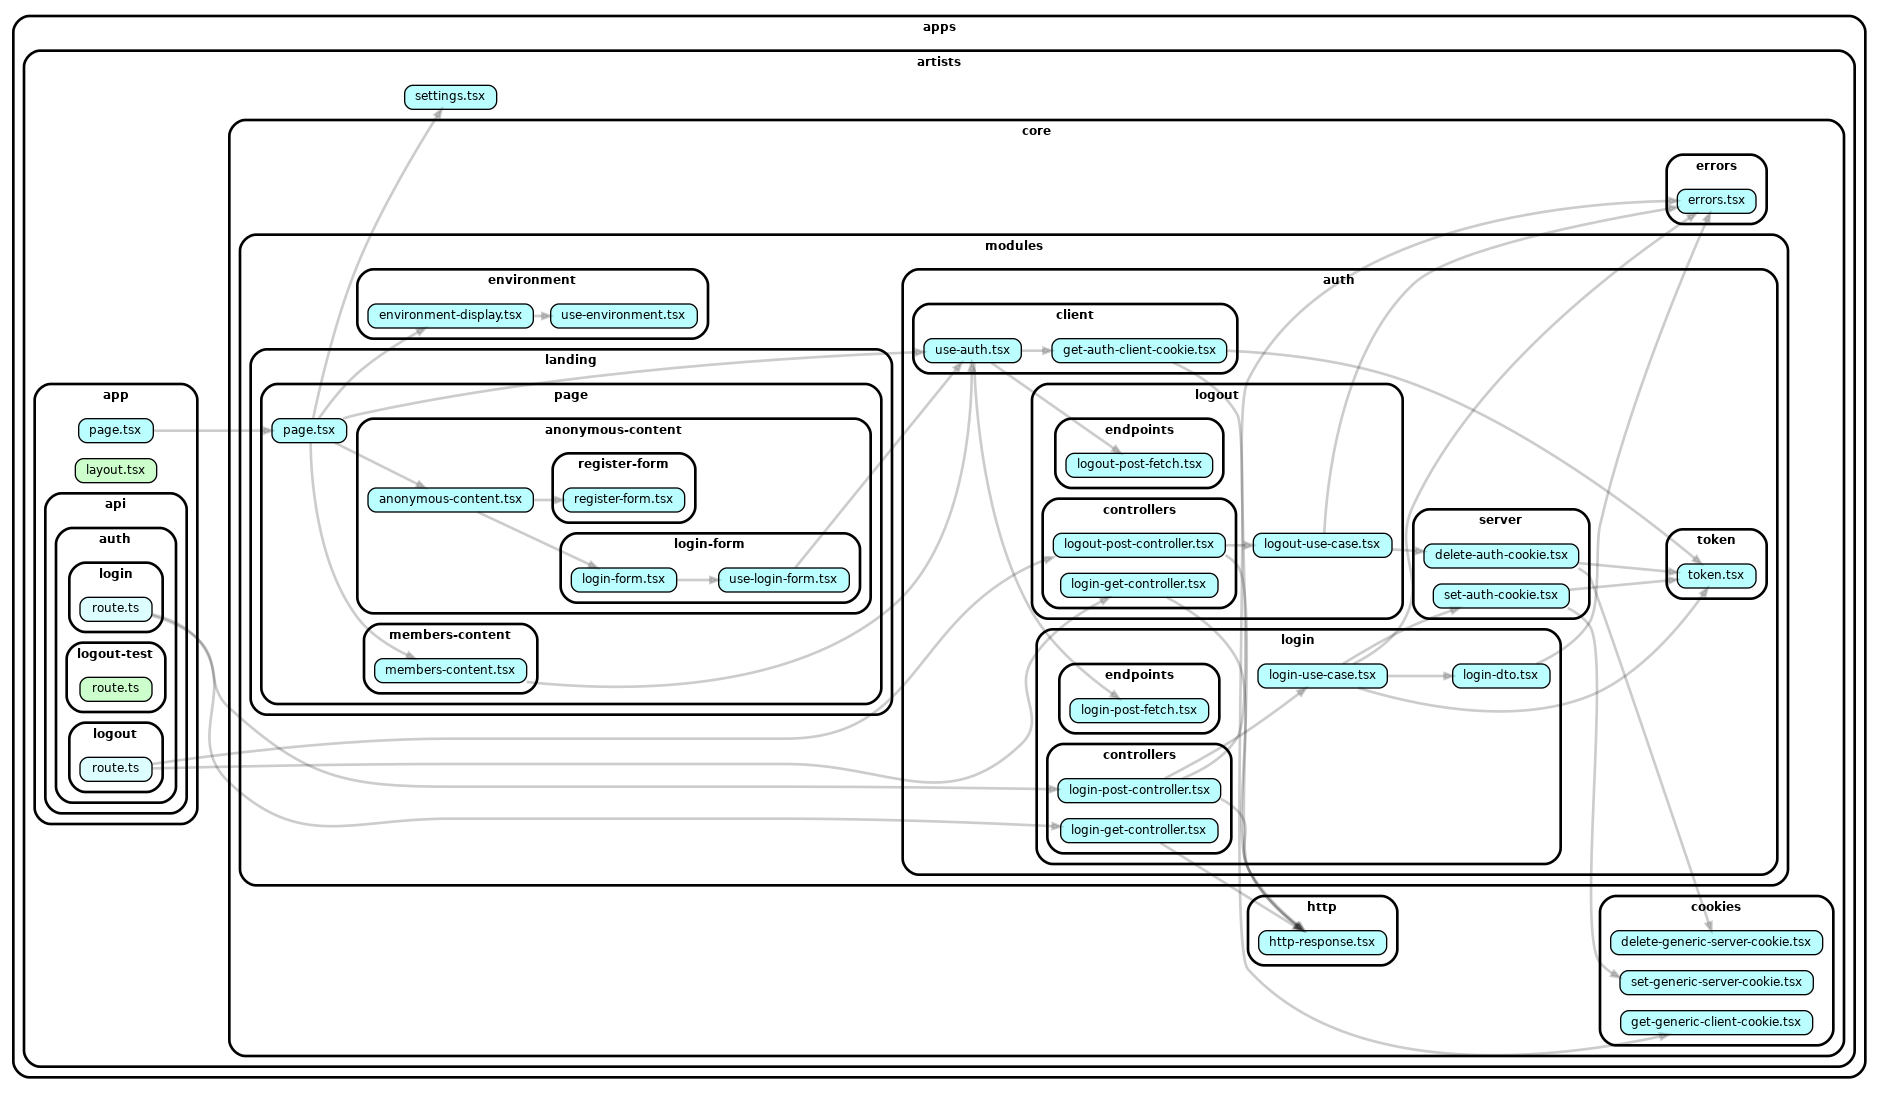 apps
artists
settings.tsx
core
errors
errors.tsx
modules
environment
environment-display.tsx
use-environment.tsx
auth
client
use-auth.tsx
get-auth-client-cookie.tsx
landing
page
page.tsx
anonymous-content
register-form
anonymous-content.tsx
register-form.tsx
login-form
login-form.tsx
use-login-form.tsx
members-content
members-content.tsx
logout
endpoints
logout-post-fetch.tsx
controllers
logout-post-controller.tsx
login-get-controller.tsx
logout-use-case.tsx
server
delete-auth-cookie.tsx
set-auth-cookie.tsx
token
token.tsx
login
endpoints
login-post-fetch.tsx
login-use-case.tsx
login-dto.tsx
controllers
login-post-controller.tsx
login-get-controller.tsx
app
page.tsx
layout.tsx
api
auth
login
route.ts
logout-test
route.ts
logout
route.ts
http
http-response.tsx
cookies
delete-generic-server-cookie.tsx
set-generic-server-cookie.tsx
get-generic-client-cookie.tsx